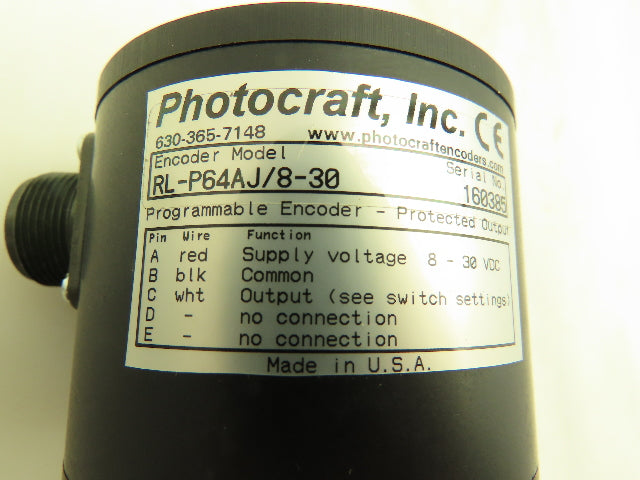 Photocraft, Inc. CE
630-365-7148 www.photocraftencoders.com
Encoder Model Serial No.
RL-P64AJ/8-30 160385
Programmable Encoder - Protected Output
Pin Wire Function
A red Supply voltage 8 - 30 VDC
B blk Common
C wht Output (see switch settings)
D - no connection
E - no connection
Made in U.S.A.